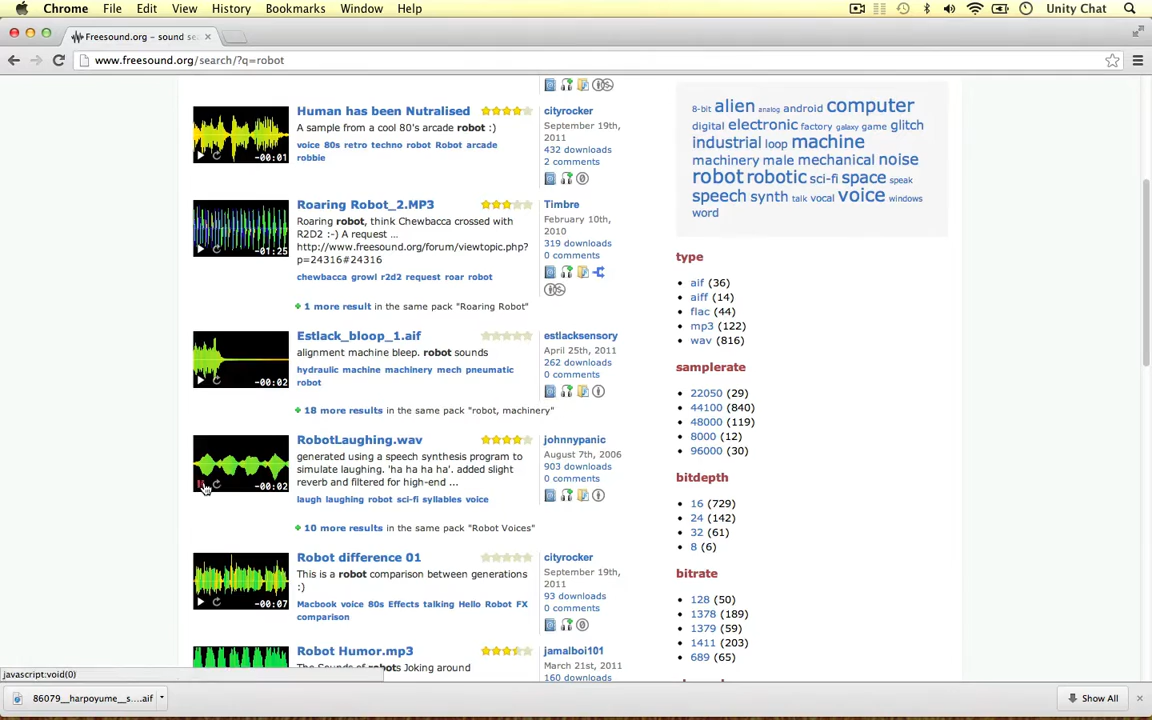 Chrome File Edit View History Bookmarks Window Help Unity Chat
Freesound.org – sound se
www.freesound.org/search/?q=robot
Human has been Nutralised
A sample from a cool 80's arcade robot :)
voice 80s retro techno robot Robot arcade
robbie
-00:01
cityrocker
September 19th,
2011
432 downloads
2 comments
Roaring Robot_2.MP3
Roaring robot, think Chewbacca crossed with
R2D2 :-) A request ...
http://www.freesound.org/forum/viewtopic.php?
p=24316#24316
chewbacca growl r2d2 request roar robot
-01:25
1 more result in the same pack "Roaring Robot"
Timbre
February 10th,
2010
319 downloads
0 comments
Estlack_bloop_1.aif
alignment machine bleep. robot sounds
hydraulic machine machinery mech pneumatic
robot
-00:02
18 more results in the same pack "robot, machinery"
estlacksensory
April 25th, 2011
262 downloads
0 comments
RobotLaughing.wav
generated using a speech synthesis program to
simulate laughing. 'ha ha ha ha'. added slight
reverb and filtered for high-end ...
laugh laughing robot sci-fi syllables voice
-00:02
10 more results in the same pack "Robot Voices"
johnnypanic
August 7th, 2006
903 downloads
0 comments
Robot difference 01
This is a robot comparison between generations
:)
Macbook voice 80s Effects talking Hello Robot FX
comparison
-00:07
cityrocker
September 19th,
2011
93 downloads
0 comments
Robot Humor.mp3
The Sounds of robots Joking around
jamalboi101
March 21st, 2011
160 downloads
8-bit alien analog android computer
digital electronic factory galaxy game glitch
industrial loop machine
machinery male mechanical noise
robot robotic sci-fi space speak
speech synth talk vocal voice windows
word
type
aif (36)
aiff (14)
flac (44)
mp3 (122)
wav (816)
samplerate
22050 (29)
44100 (840)
48000 (119)
8000 (12)
96000 (30)
bitdepth
16 (729)
24 (142)
32 (61)
8 (6)
bitrate
128 (50)
1378 (189)
1379 (59)
1411 (203)
689 (65)
javascript:void(0)
86079__harpoyume__s....aif
Show All